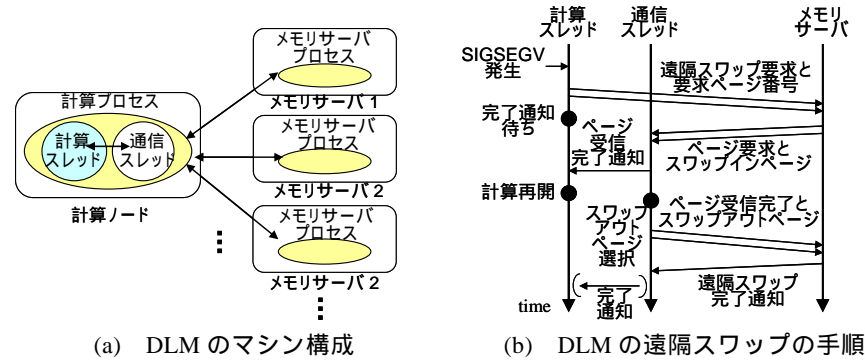 メモリサーバ
プロセス
メモリサーバ 1
計算プロセス
計算
スレッド
通信
スレッド
計算ノード
メモリサーバ
プロセス
メモリサーバ 2
メモリサーバ
プロセス
メモリサーバ 2
(a) DLM のマシン構成
計算
スレッド
通信
スレッド
メモリ
サーバ
SIGSEGV
発生
遠隔スワップ要求と
要求ページ番号
完了通知
待ち
ページ
受信
完了通知
ページ要求と
スワップインページ
計算再開
ページ受信完了と
スワップアウトページ
スワップ
アウト
ページ
選択
遠隔スワップ
完了通知
完了
通知
time
(b) DLM の遠隔スワップの手順